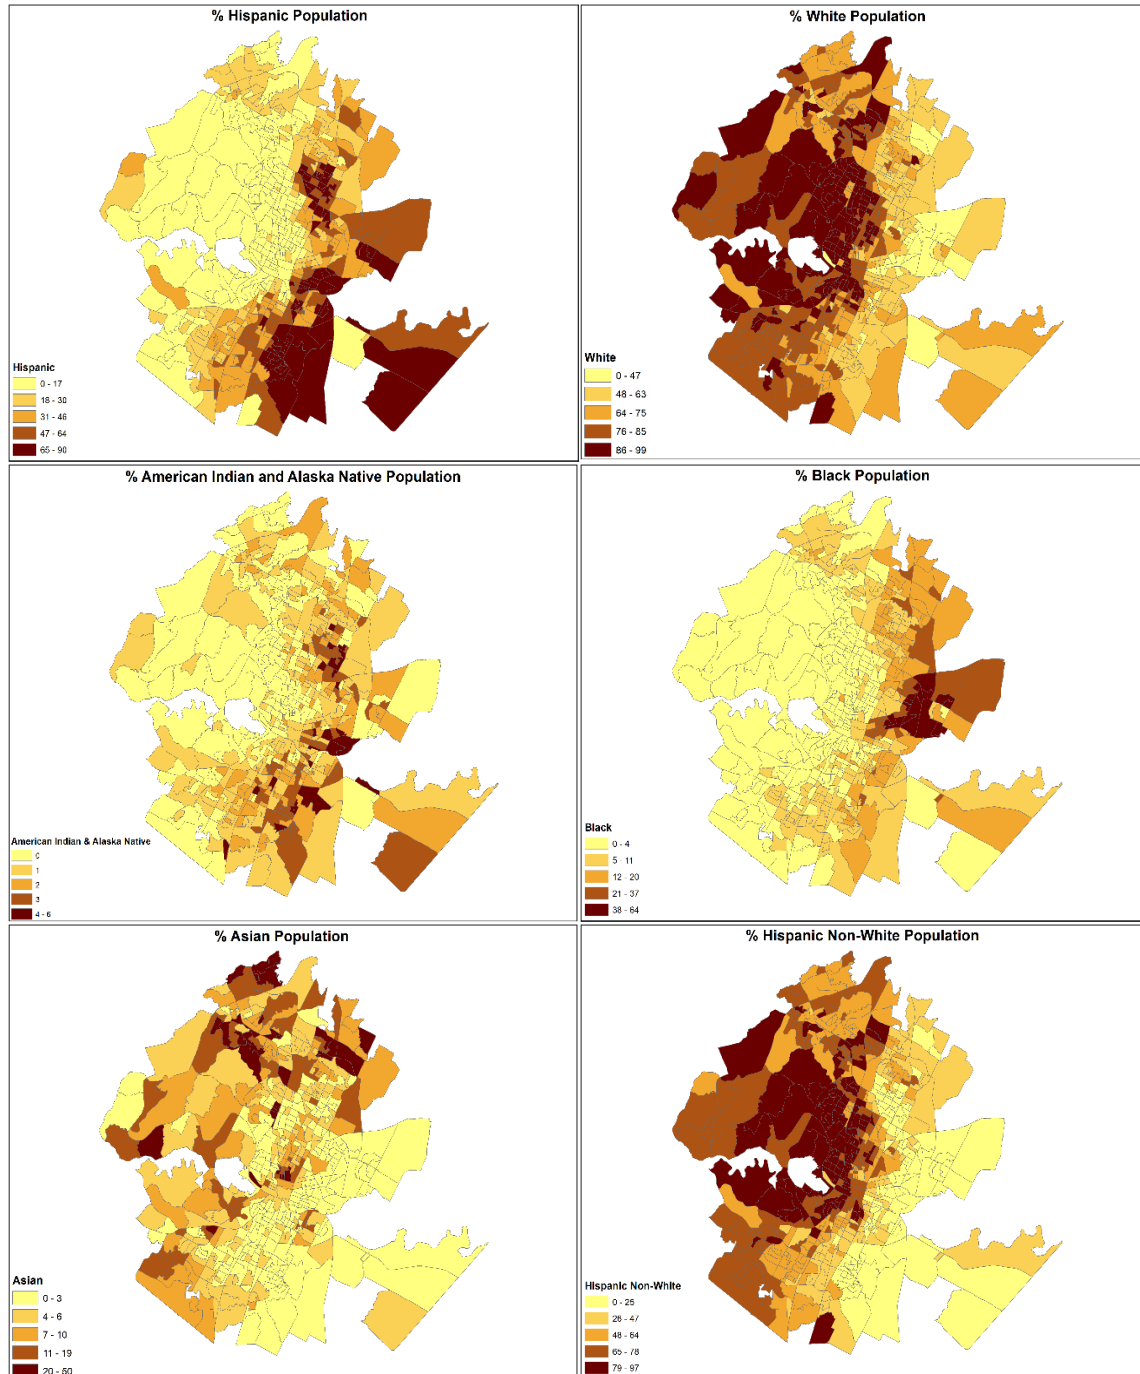 % Hispanic Population
Hispanic
0 - 17
18 - 30
31 - 46
47 - 64
65 - 90
% White Population
White
0 - 47
48 - 63
64 - 75
76 - 85
86 - 99
% American Indian and Alaska Native Population
American Indian & Alaska Native
0
1
2
3
4 - 6
% Black Population
Black
0 - 4
5 - 11
12 - 20
21 - 37
38 - 64
% Asian Population
Asian
0 - 3
4 - 6
7 - 10
11 - 19
20 - 50
% Hispanic Non-White Population
Hispanic Non-White
0 - 25
26 - 47
48 - 64
65 - 78
79 - 97